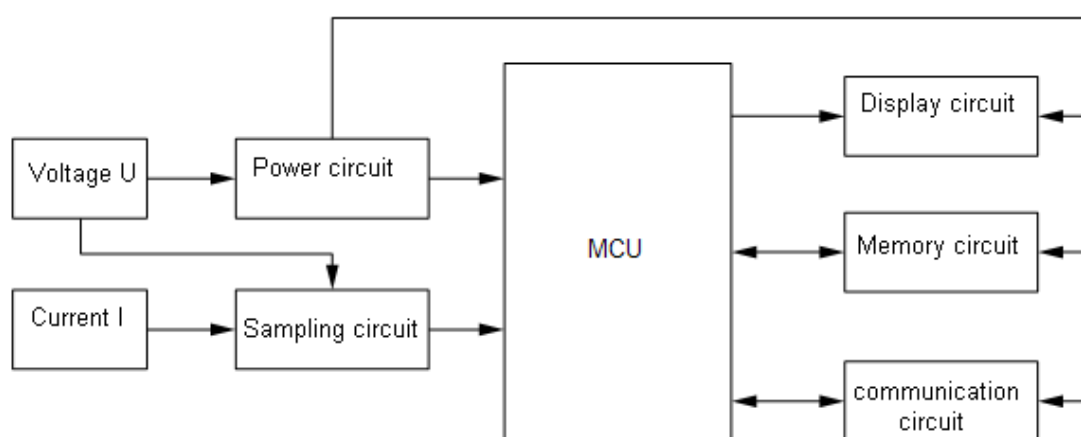 Display circuit
Voltage U
Power circuit
MCU
Memory circuit
Current I
Sampling circuit
communication
circuit